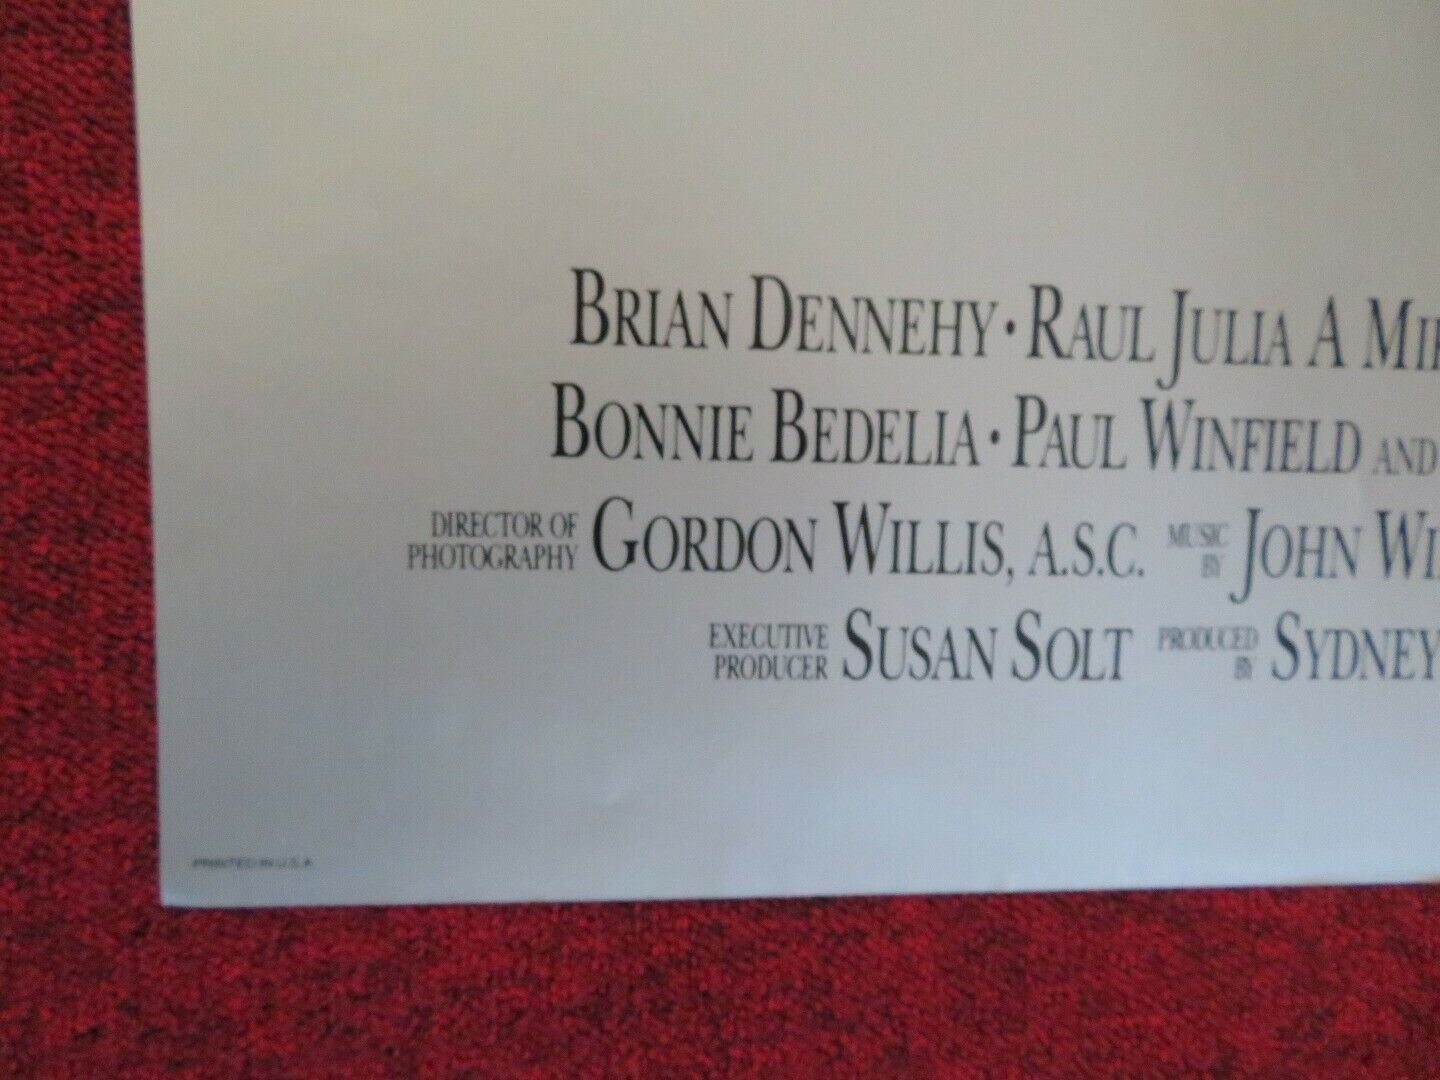 BRIAN DENNEHY • RAUL JULIA A
BONNIE BEDELIA • PAUL WINFIELD AND
DIRECTOR OF PHOTOGRAPHY GORDON WILLIS, A.S.C. MUSIC BY JOHN
EXECUTIVE PRODUCER SUSAN SOLT PRODUCED BY SYDNEY
PRINTED IN U.S.A.